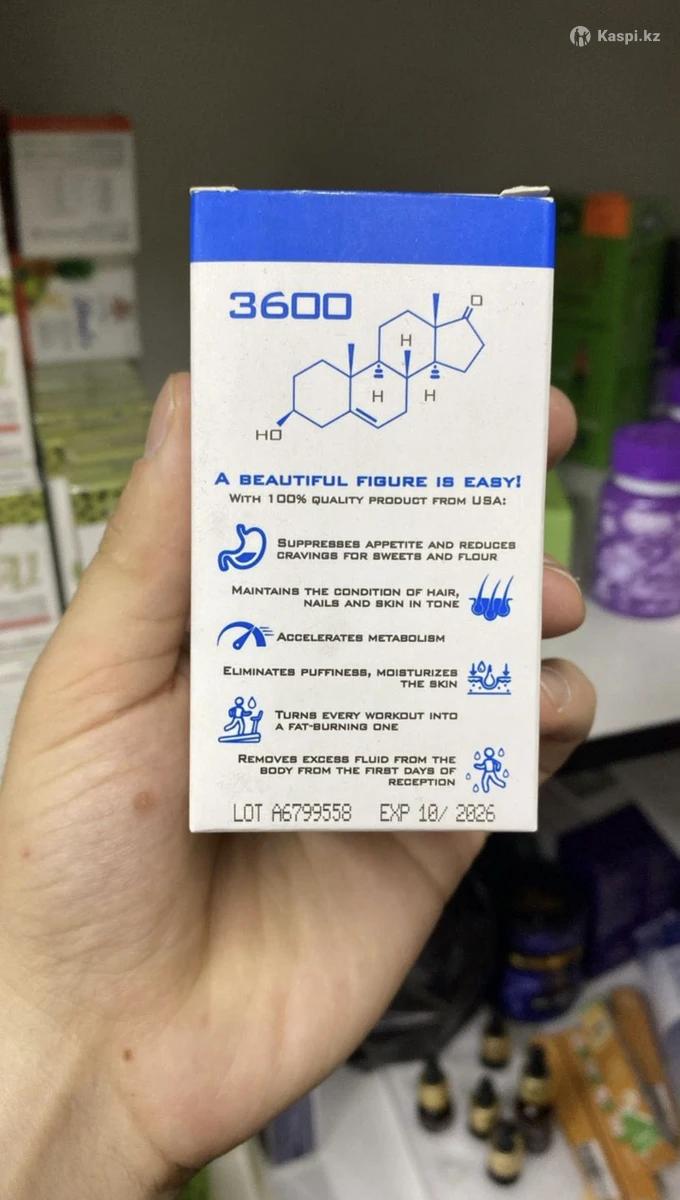 Kaspi.kz
3600
O
H
H
H
HO
A BEAUTIFUL FIGURE IS EASY!
WITH 100% QUALITY PRODUCT FROM USA:
SUPPRESSES APPETITE AND REDUCES
CRAVINGS FOR SWEETS AND FLOUR
MAINTAINS THE CONDITION OF HAIR,
NAILS AND SKIN IN TONE
ACCELERATES METABOLISM
ELIMINATES PUFFINESS, MOISTURIZES
THE SKIN
TURNS EVERY WORKOUT INTO
A FAT-BURNING ONE
REMOVES EXCESS FLUID FROM THE
BODY FROM THE FIRST DAYS OF
RECEPTION
LOT A6799558 EXP 10/ 2026